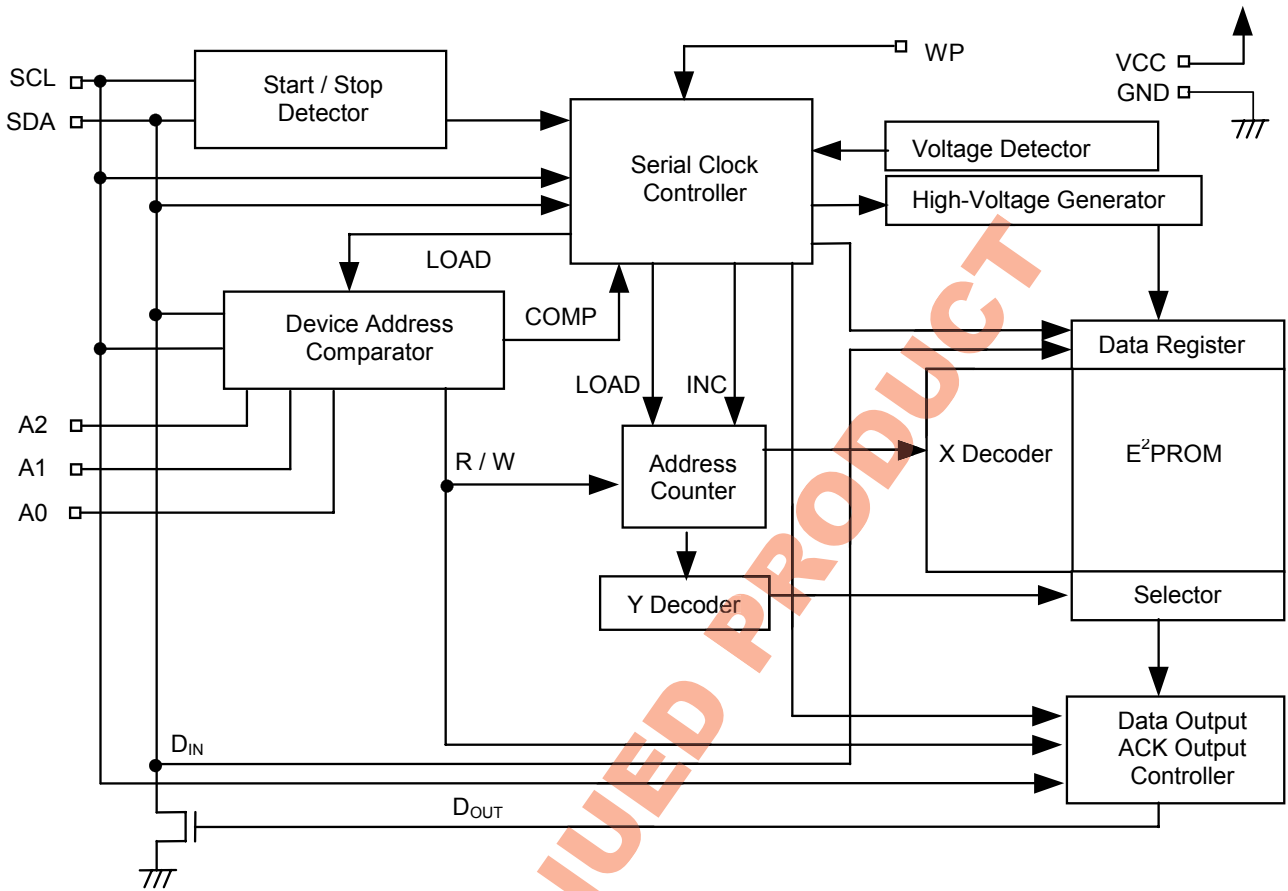 SCL
SDA
Start / Stop
Detector
WP
VCC
GND
Serial Clock
Controller
Voltage Detector
High-Voltage Generator
LOAD
Device Address
Comparator
COMP
LOAD
INC
Data Register
A2
A1
A0
R / W
Address
Counter
X Decoder
E²PROM
Y Decoder
Selector
Data Output
ACK Output
Controller
DIN
DOUT
NUED PRODUCT